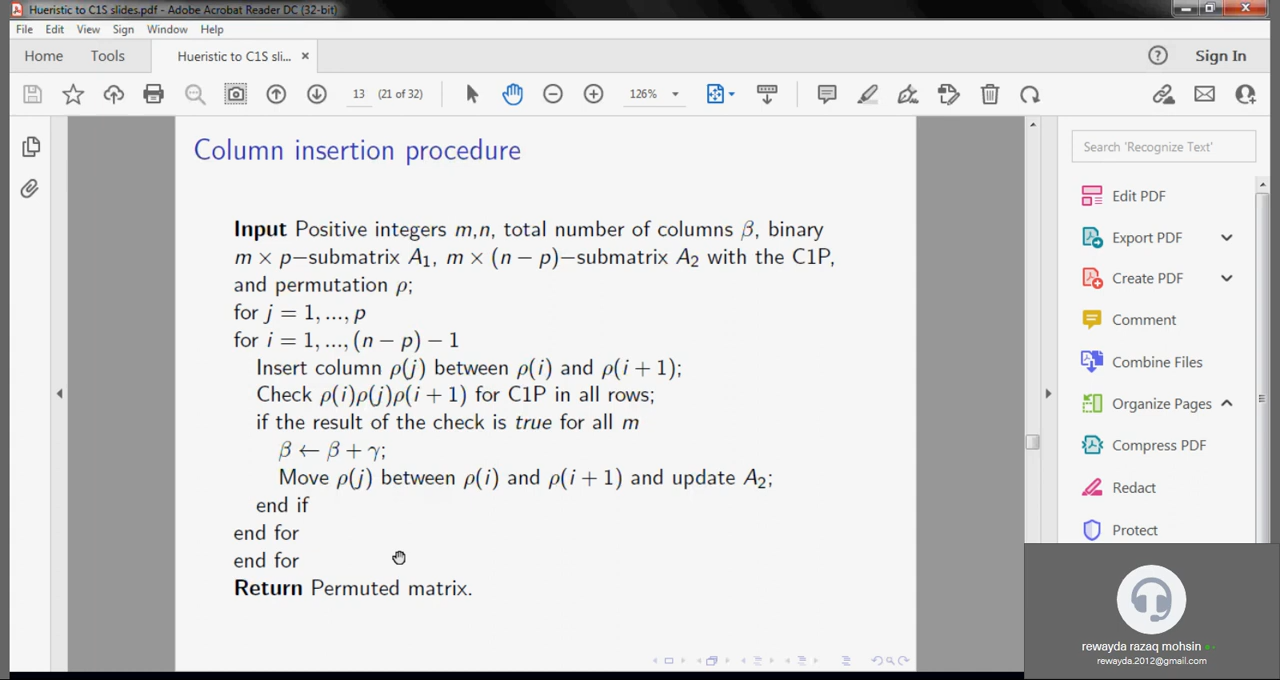 Hueristic to C1S slides.pdf - Adobe Acrobat Reader DC (32-bit)
File Edit View Sign Window Help
Home Tools Hueristic to C1S sli... × Sign In
13 (21 of 32) 126%
Column insertion procedure
Search 'Recognize Text'
Input Positive integers m,n, total number of columns β, binary
m × p−submatrix A₁, m × (n − p)−submatrix A₂ with the C1P,
and permutation ρ;
for j = 1, ..., p
for i = 1, ..., (n − p) − 1
Insert column ρ(j) between ρ(i) and ρ(i + 1);
Check ρ(i)ρ(j)ρ(i + 1) for C1P in all rows;
if the result of the check is true for all m
β ← β + γ;
Move ρ(j) between ρ(i) and ρ(i + 1) and update A₂;
end if
end for
end for
Return Permuted matrix.
Edit PDF
Export PDF
Create PDF
Comment
Combine Files
Organize Pages
Compress PDF
Redact
Protect
rewayda razaq mohsin
rewayda.2012@gmail.com